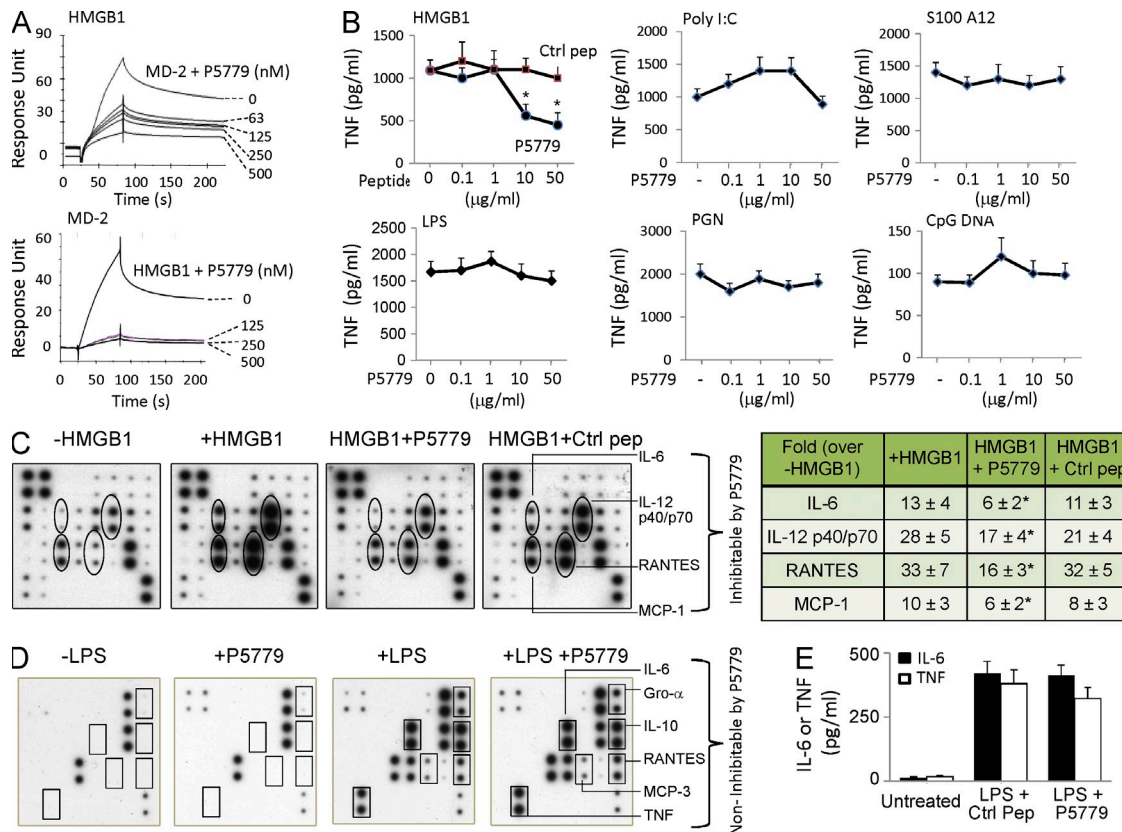 A
HMGB1
Response Unit
90
70
50
30
0
MD-2 + P5779 (nM)
0
63
125
250
500
0 50 100 150 200
Time (s)
MD-2
Response Unit
60
40
20
0
HMGB1 + P5779 (nM)
0
125
250
500
0 50 100 150 200
Time (s)
B
HMGB1
TNF (pg/ml)
1500
1000
500
0
Ctrl pep
* *
P5779
Peptide 0 0.1 1 10 50
(µg/ml)
Poly I:C
TNF (pg/ml)
2000
1500
1000
500
0
P5779 - 0.1 1 10 50
(µg/ml)
S100 A12
TNF (pg/ml)
2000
1500
1000
500
0
P5779 - 0.1 1 10 50
(µg/ml)
LPS
TNF (pg/ml)
2500
2000
1500
1000
500
0
P5779 0 0.1 1 10 50
(µg/ml)
PGN
TNF (pg/ml)
3000
2000
1000
0
P5779 - 0.1 1 10 50
(µg/ml)
CpG DNA
TNF (pg/ml)
150
100
50
0
P5779 - 0.1 1 10 50
(µg/ml)
C
-HMGB1 +HMGB1 HMGB1+P5779 HMGB1+Ctrl pep
IL-6
IL-12
p40/p70
RANTES
MCP-1
Inhibitable by P5779
Fold (over -HMGB1) +HMGB1 HMGB1 + P5779 HMGB1 + Ctrl pep
IL-6 13 ± 4 6 ± 2* 11 ± 3
IL-12 p40/p70 28 ± 5 17 ± 4* 21 ± 4
RANTES 33 ± 7 16 ± 3* 32 ± 5
MCP-1 10 ± 3 6 ± 2* 8 ± 3
D
-LPS +P5779 +LPS +LPS +P5779
IL-6
Gro-α
IL-10
RANTES
MCP-3
TNF
Non- Inhibitable by P5779
E
IL-6 or TNF
(pg/ml)
500
250
0
IL-6
TNF
Untreated
LPS +
Ctrl Pep
LPS +
P5779